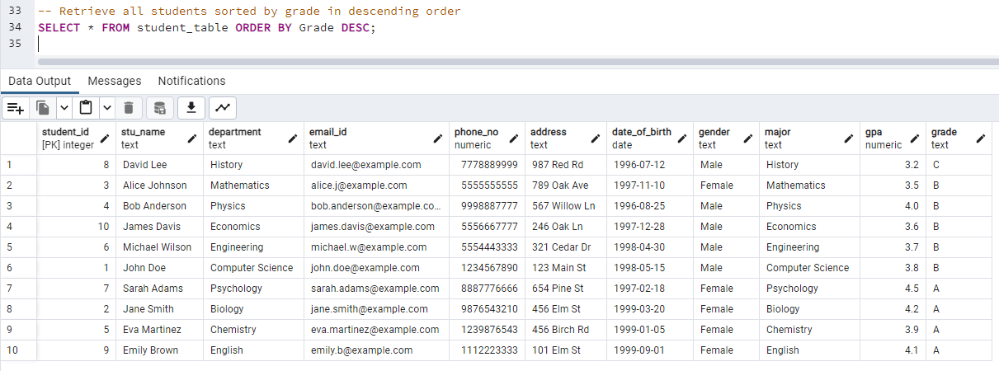 33 -- Retrieve all students sorted by grade in descending order
34 SELECT * FROM student_table ORDER BY Grade DESC;
35
Data Output Messages Notifications
student_id stu_name department email_id phone_no address date_of_birth gender major gpa grade
[PK] integer text text text numeric text date text text numeric text
1 8 David Lee History david.lee@example.com 7778889999 987 Red Rd 1996-07-12 Male History 3.2 C
2 3 Alice Johnson Mathematics alice.j@example.com 5555555555 789 Oak Ave 1997-11-10 Female Mathematics 3.5 B
3 4 Bob Anderson Physics bob.anderson@example.co... 9998887777 567 Willow Ln 1996-08-25 Male Physics 4.0 B
4 10 James Davis Economics james.davis@example.com 5556667777 246 Oak Ln 1997-12-28 Male Economics 3.6 B
5 6 Michael Wilson Engineering michael.w@example.com 5554443333 321 Cedar Dr 1998-04-30 Male Engineering 3.7 B
6 1 John Doe Computer Science john.doe@example.com 1234567890 123 Main St 1998-05-15 Male Computer Science 3.8 B
7 7 Sarah Adams Psychology sarah.adams@example.com 8887776666 654 Pine St 1997-02-18 Female Psychology 4.5 A
8 2 Jane Smith Biology jane.smith@example.com 9876543210 456 Elm St 1999-03-20 Female Biology 4.2 A
9 5 Eva Martinez Chemistry eva.martinez@example.com 1239876543 456 Birch Rd 1999-01-05 Female Chemistry 3.9 A
10 9 Emily Brown English emily.b@example.com 1112223333 101 Elm St 1999-09-01 Female English 4.1 A